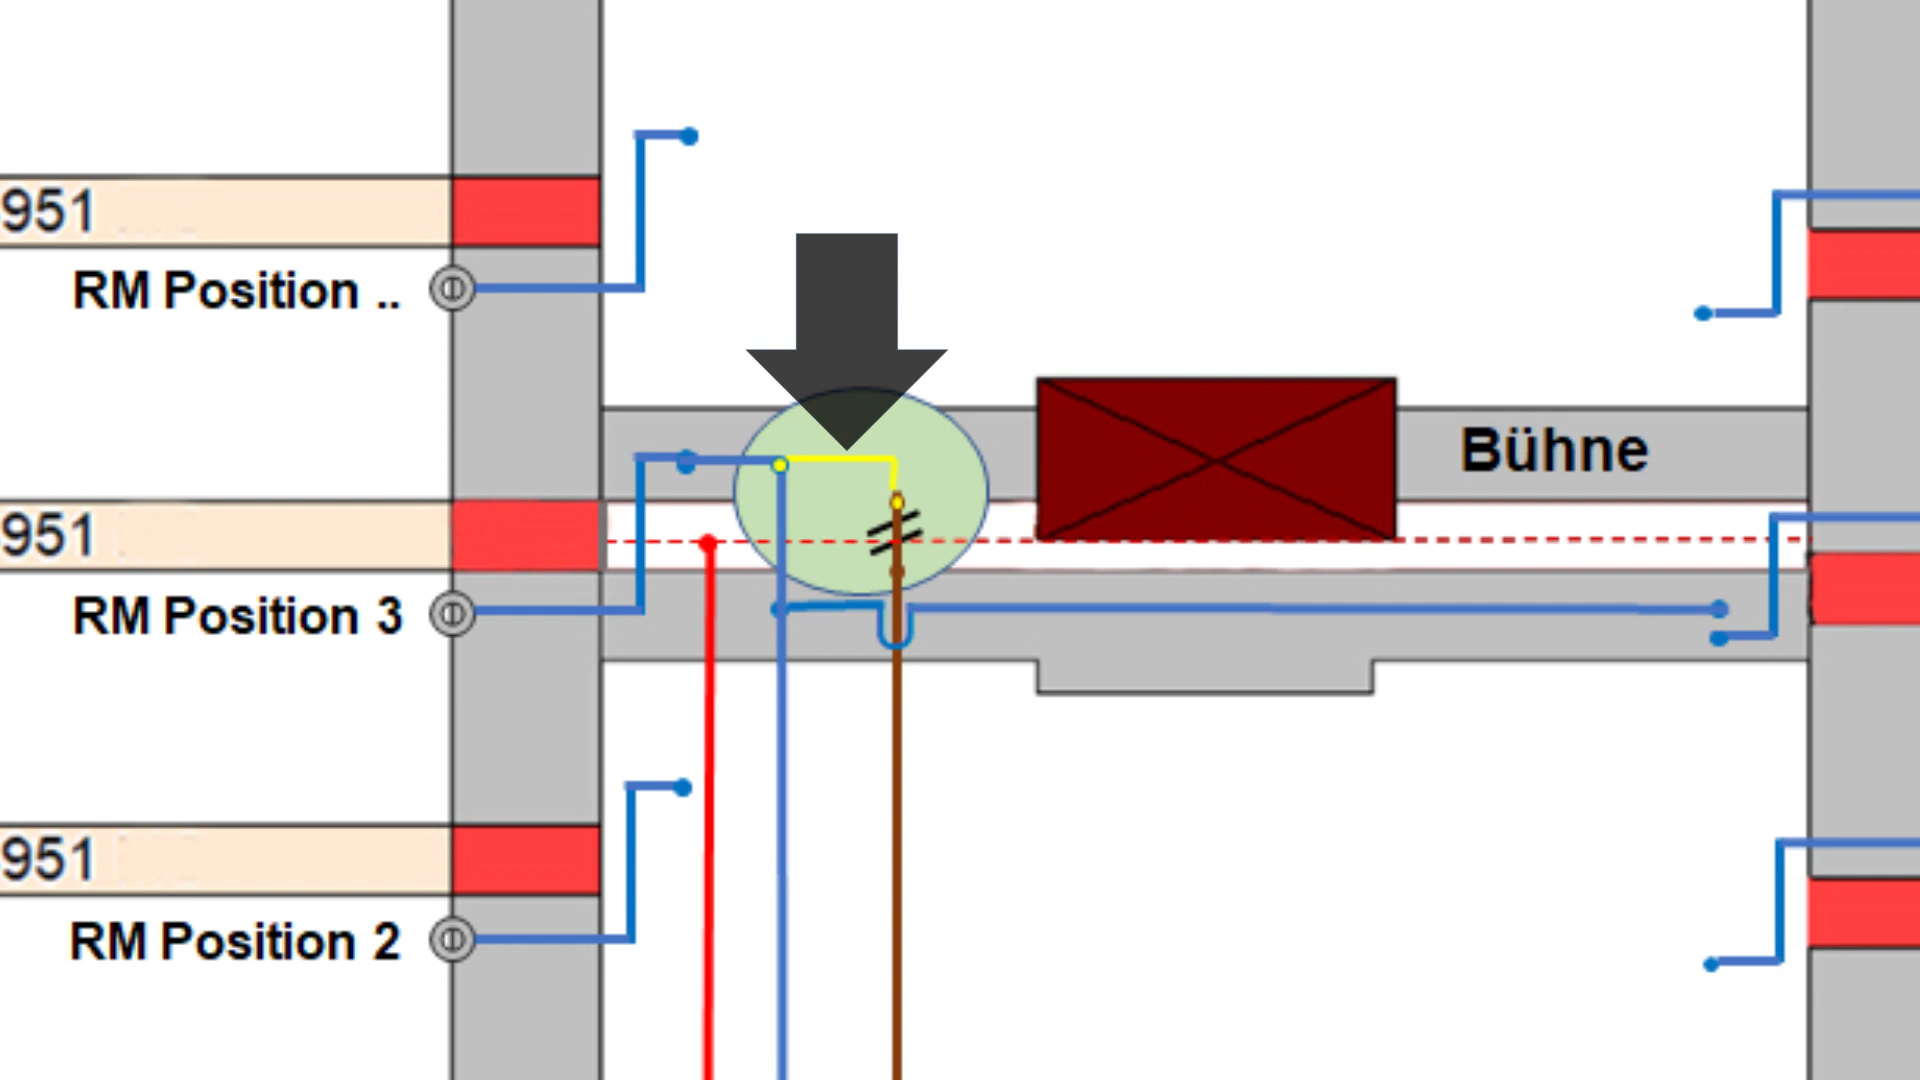 951
RM Position ..
Bühne
951
RM Position 3
951
RM Position 2